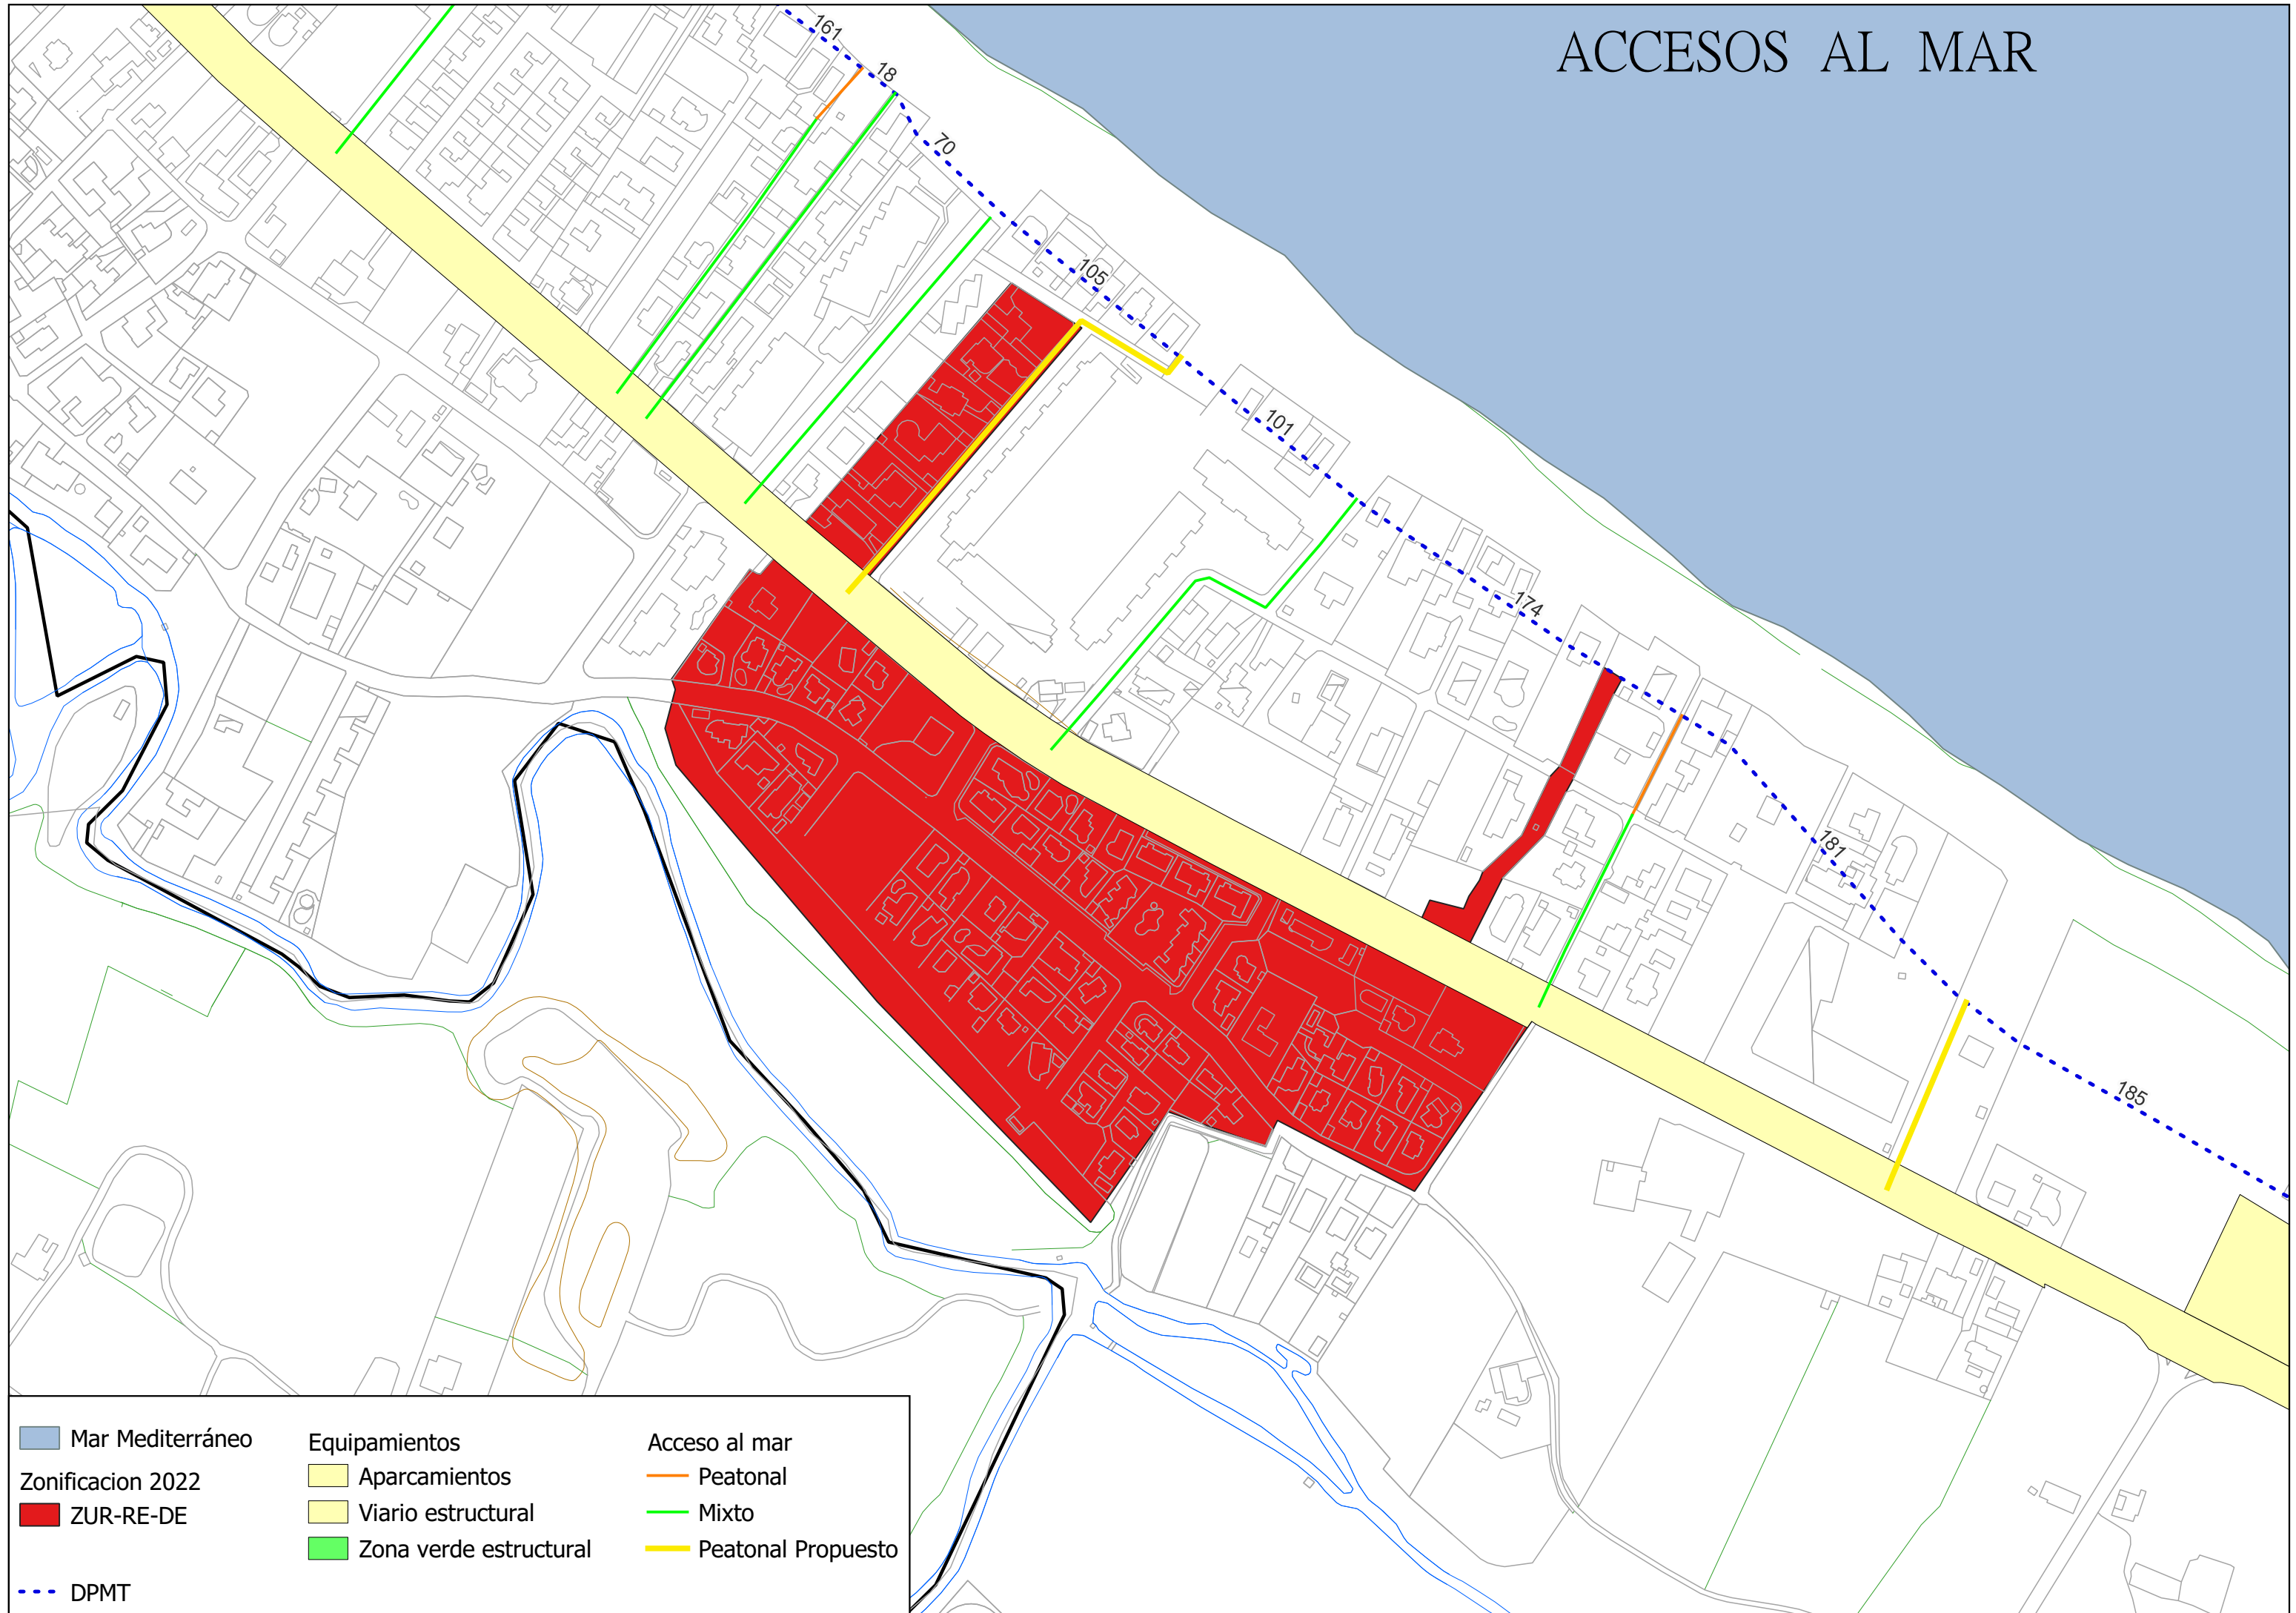 ACCESOS AL MAR
161
18
70
105
101
174
181
185
Mar Mediterráneo
Zonificacion 2022
ZUR-RE-DE
DPMT
Equipamientos
Aparcamientos
Viario estructural
Zona verde estructural
Acceso al mar
Peatonal
Mixto
Peatonal Propuesto